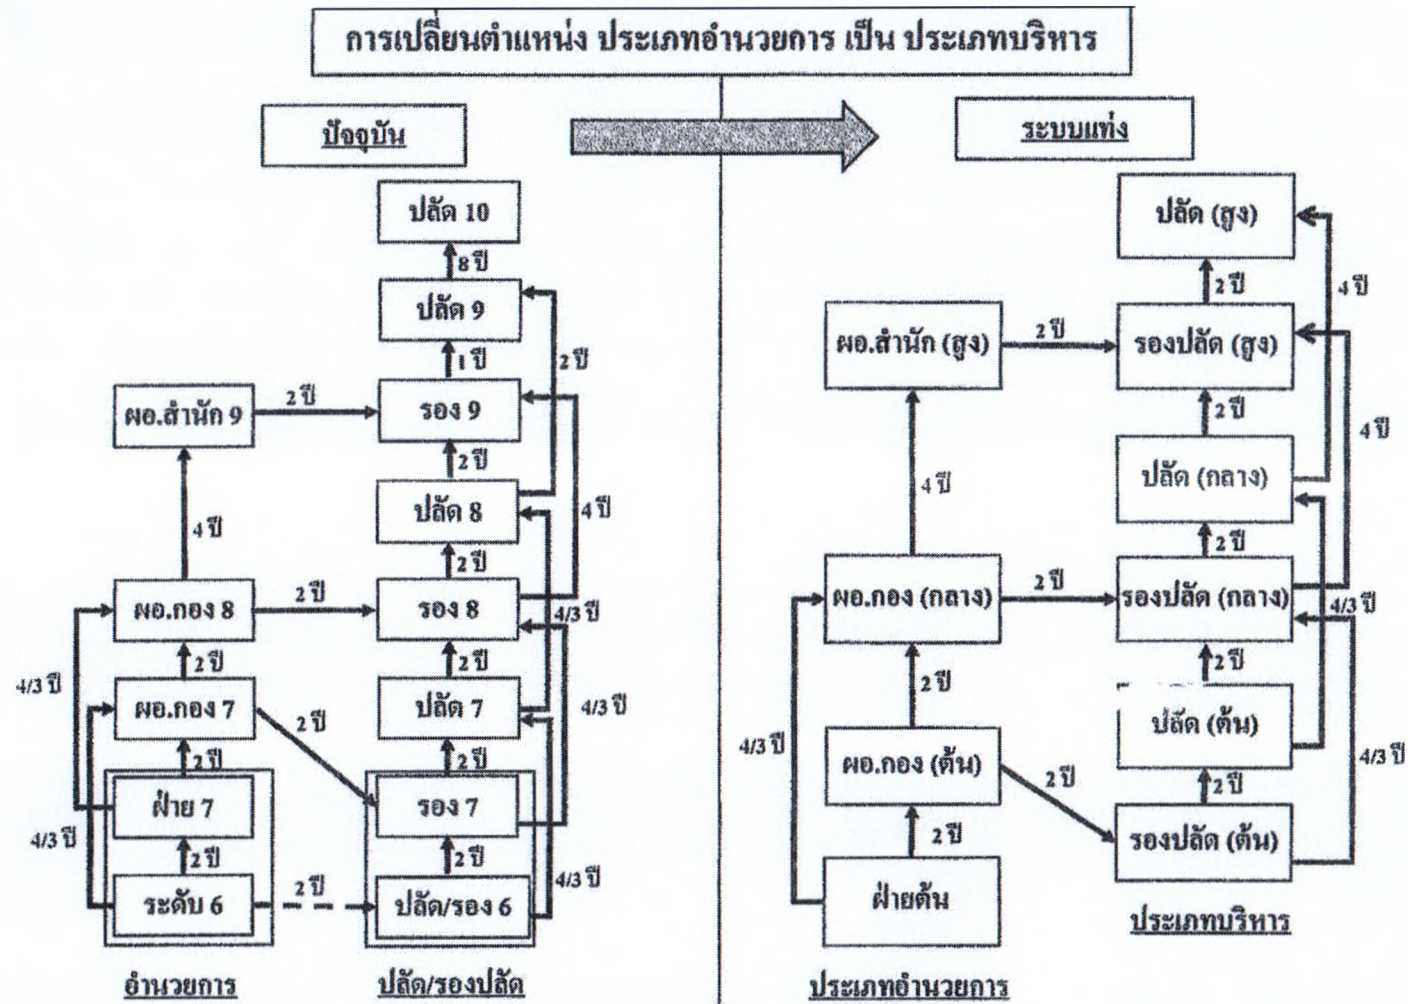 การเปลี่ยนตำแหน่ง ประเภทอำนวยการ เป็น ประเภทบริหาร
ปัจจุบัน
ปลัด 10
8 ปี
ปลัด 9
1 ปี
2 ปี
ผอ.สำนัก 9
2 ปี
รอง 9
2 ปี
4 ปี
ปลัด 8
4 ปี
2 ปี
ผอ.กอง 8
2 ปี
รอง 8
4/3 ปี
2 ปี
2 ปี
4/3 ปี
ผอ.กอง 7
2 ปี
ปลัด 7
4/3 ปี
2 ปี
2 ปี
ฝ่าย 7
รอง 7
4/3 ปี
2 ปี
2 ปี
4/3 ปี
ระดับ 6
2 ปี
ปลัด/รอง 6
อำนวยการ
ปลัด/รองปลัด
ระบบแท่ง
ปลัด (สูง)
2 ปี
4 ปี
ผอ.สำนัก (สูง)
2 ปี
รองปลัด (สูง)
2 ปี
4 ปี
4 ปี
ปลัด (กลาง)
2 ปี
ผอ.กอง (กลาง)
2 ปี
รองปลัด (กลาง)
4/3 ปี
2 ปี
2 ปี
ปลัด (ต้น)
4/3 ปี
ผอ.กอง (ต้น)
2 ปี
2 ปี
4/3 ปี
2 ปี
รองปลัด (ต้น)
ฝ่ายต้น
ประเภทบริหาร
ประเภทอำนวยการ